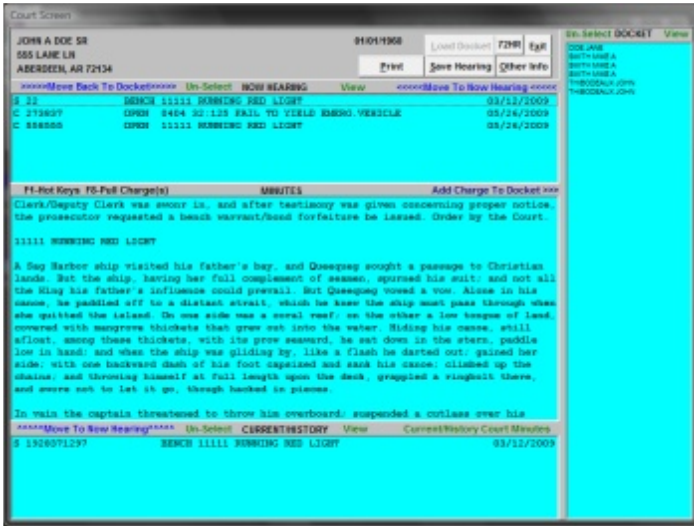 Court Screen
JOHN A DOE SR
555 LANE LN
ABERDEEN, AR 72134
01/01/1960
Load Docket 72HR Exit
Print Save Hearing Other Info
>>>>>Move Back To Docket>>>>> Un-Select NOW HEARING View <<<<<Move To Now Hearing<<<<<
S 22 BENCH 11111 RUNNING RED LIGHT 03/12/2009
C 273037 OPEN 0404 32:125 FAIL TO YIELD EMERG.VEHICLE 05/26/2009
C OPEN 11111 RUNNING RED LIGHT 05/26/2009
F1-Hot Keys F8-Pull Charge(s) MINUTES Add Charge To Docket >>>
Clerk/Deputy Clerk was sworn in, and after testimony was given concerning proper notice,
the prosecutor requested a bench warrant/bond forfeiture be issued. Order by the Court.
11111 RUNNING RED LIGHT
A Sag Harbor ship visited his father's bay, and Queequeg sought a passage to Christian
lands. But the ship, having her full complement of seamen, spurned his suit; and not all
the King his father's influence could prevail. But Queequeg vowed a vow. Alone in his
canoe, he paddled off to a distant strait, which he knew the ship must pass through when
she quitted the island. On one side was a coral reef; on the other a low tongue of land,
covered with mangrove thickets that grew out into the water. Hiding his canoe, still
afloat, among these thickets, with its prow seaward, he sat down in the stern, paddle
low in hand; and when the ship was gliding by, like a flash he darted out; gained her
side; with one backward dash of his foot capsized and sank his canoe; climbed up the
chains; and throwing himself at full length upon the deck, grappled a ringbolt there,
and swore not to let it go, though hacked in pieces.
In vain the captain threatened to throw him overboard; suspended a cutlass over his
^^^^^Move To Now Hearing^^^^^ Un-Select CURRENT/HISTORY View Current/History Court Minutes
S 1920371297 BENCH 11111 RUNNING RED LIGHT 03/12/2009
Un-Select DOCKET View
DOE JANE
SMITH MIKE A
SMITH MIKE A
SMITH MIKE A
THIBODEAUX JOHN
THIBODEAUX JOHN